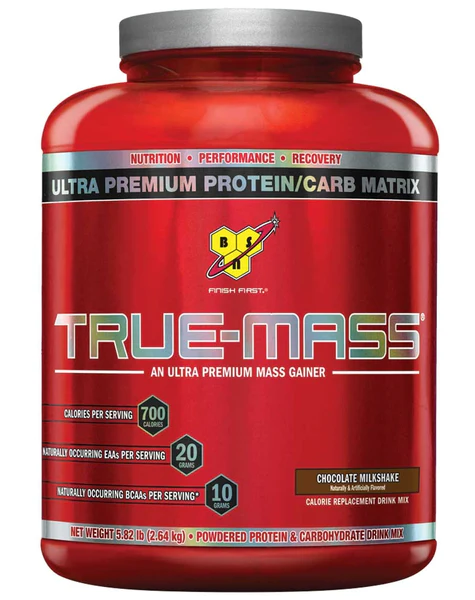 NUTRITION • PERFORMANCE • RECOVERY
ULTRA PREMIUM PROTEIN/CARB MATRIX
B S
N
FINISH FIRST.®
TRUE-MASS®
AN ULTRA PREMIUM MASS GAINER
CALORIES PER SERVING 700 CALORIES
NATURALLY OCCURRING EAAs PER SERVING 20 GRAMS
NATURALLY OCCURRING BCAAs PER SERVING* 10 GRAMS
CHOCOLATE MILKSHAKE
Naturally & Artificially Flavored
CALORIE REPLACEMENT DRINK MIX
NET WEIGHT 5.82 lb (2.64 kg) • POWDERED PROTEIN & CARBOHYDRATE DRINK MIX